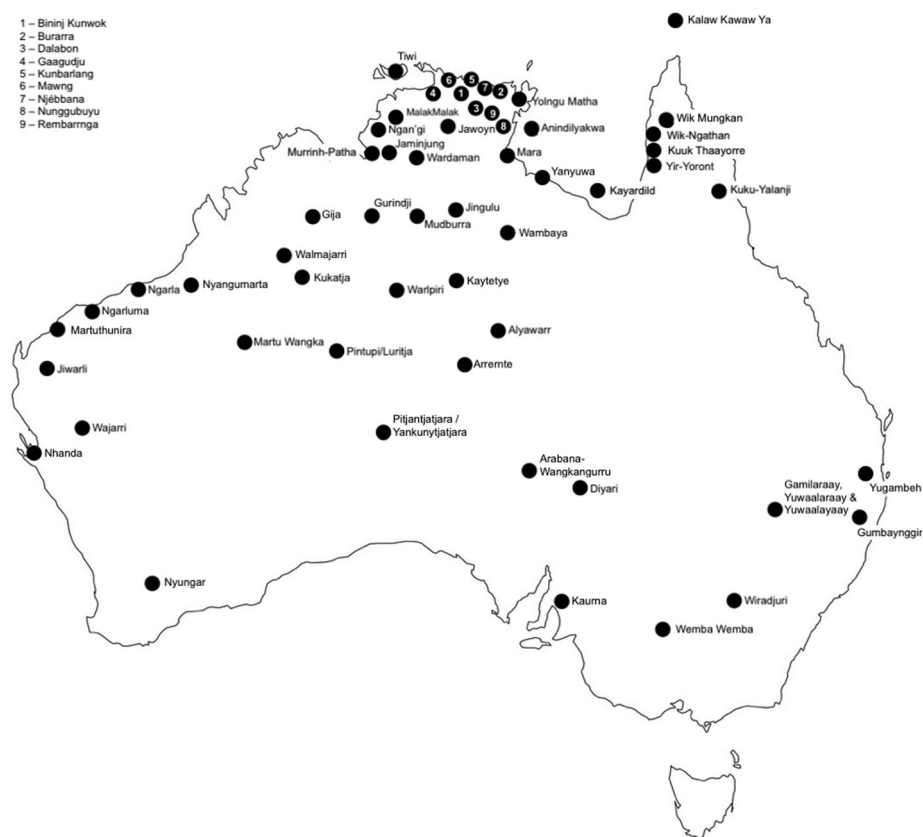 1 – Bininj Kunwok
2 – Burarra
3 – Dalabon
4 – Gaagudju
5 – Kunbarlang
6 – Mawng
7 – Njébbana
8 – Nunggubuyu
9 – Rembarrnga
Kalaw Kawaw Ya
Tiwi
6
5
7
2
4
1
3
9
8
Yolngu Matha
MalakMalak
Ngan'gi
Jawoyn
Anindilyakwa
Wik Mungkan
Wik-Ngathan
Kuuk Thaayorre
Yir-Yoront
Murrinh-Patha
Jaminjung
Wardaman
Mara
Yanyuwa
Kayardild
Kuku-Yalanji
Gija
Gurindji
Mudburra
Jingulu
Wambaya
Walmajarri
Kukatja
Ngarla
Nyangumarta
Warlpiri
Kaytetye
Ngarluma
Martuthunira
Martu Wangka
Pintupi/Luritja
Alyawarr
Arrernte
Jiwarli
Wajarri
Nhanda
Pitjantjatjara /
Yankunytjatjara
Arabana-
Wangkangurru
Diyari
Gamilaraay,
Yuwaalaraay &
Yuwaalayaay
Yugambeh
Gumbaynggir
Nyungar
Kaurna
Wiradjuri
Wemba Wemba